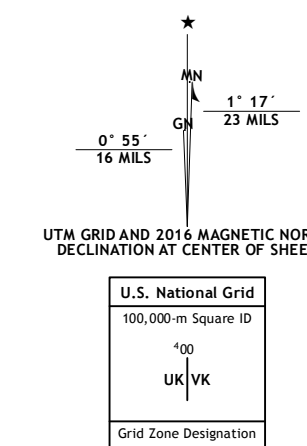 ★
MN
1° 17´
GN
23 MILS
0° 55´
16 MILS
UTM GRID AND 2016 MAGNETIC NOR
DECLINATION AT CENTER OF SHEE
U.S. National Grid
100,000-m Square ID
⁴00
UK VK
Grid Zone Designation